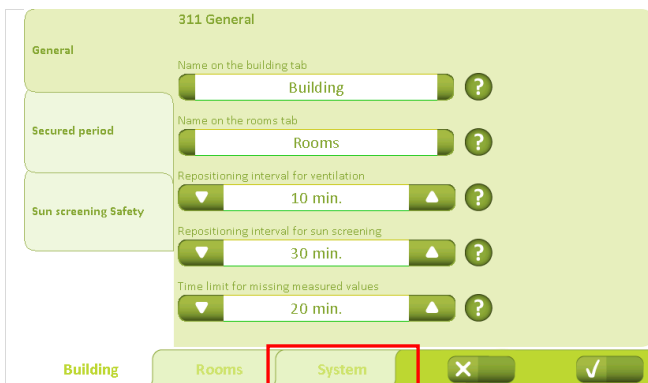 311 General
General
Name on the building tab
Building
?
Secured period
Name on the rooms tab
Rooms
?
Repositioning interval for ventilation
10 min.
?
Sun screening Safety
Repositioning interval for sun screening
30 min.
?
Time limit for missing measured values
20 min.
?
Building Rooms System